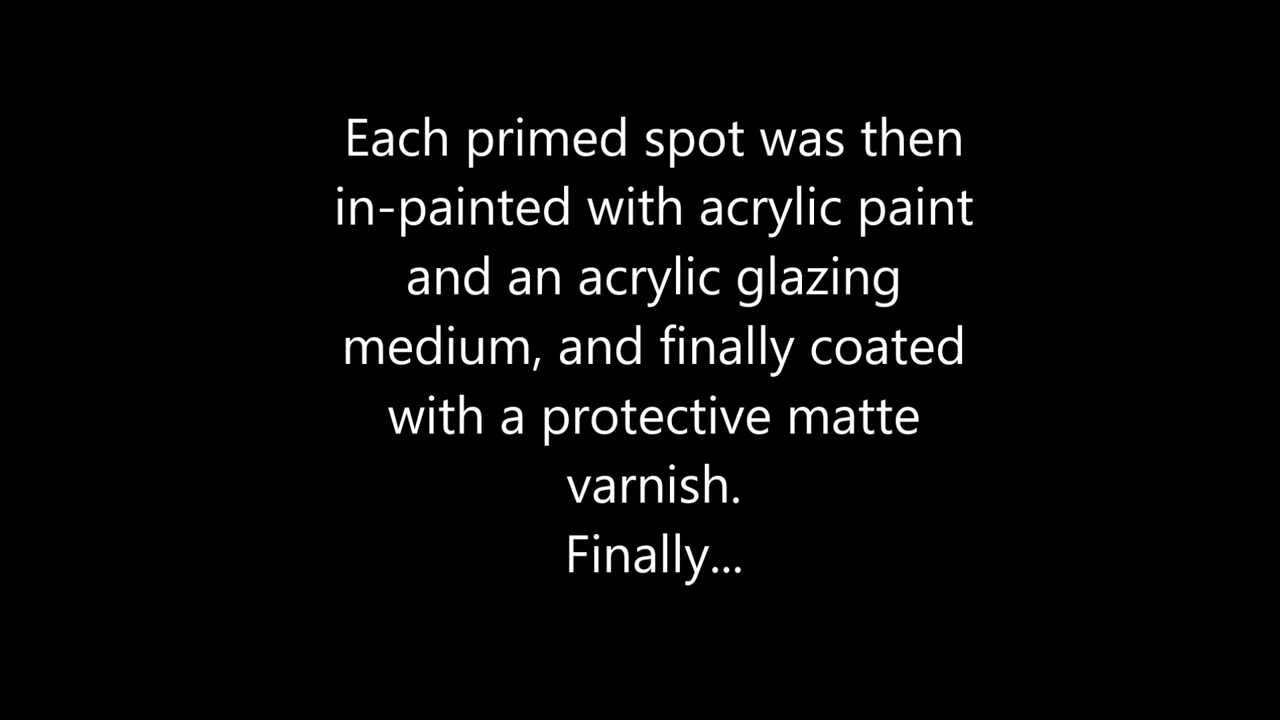 Each primed spot was then
in-painted with acrylic paint
and an acrylic glazing
medium, and finally coated
with a protective matte
varnish.
Finally...